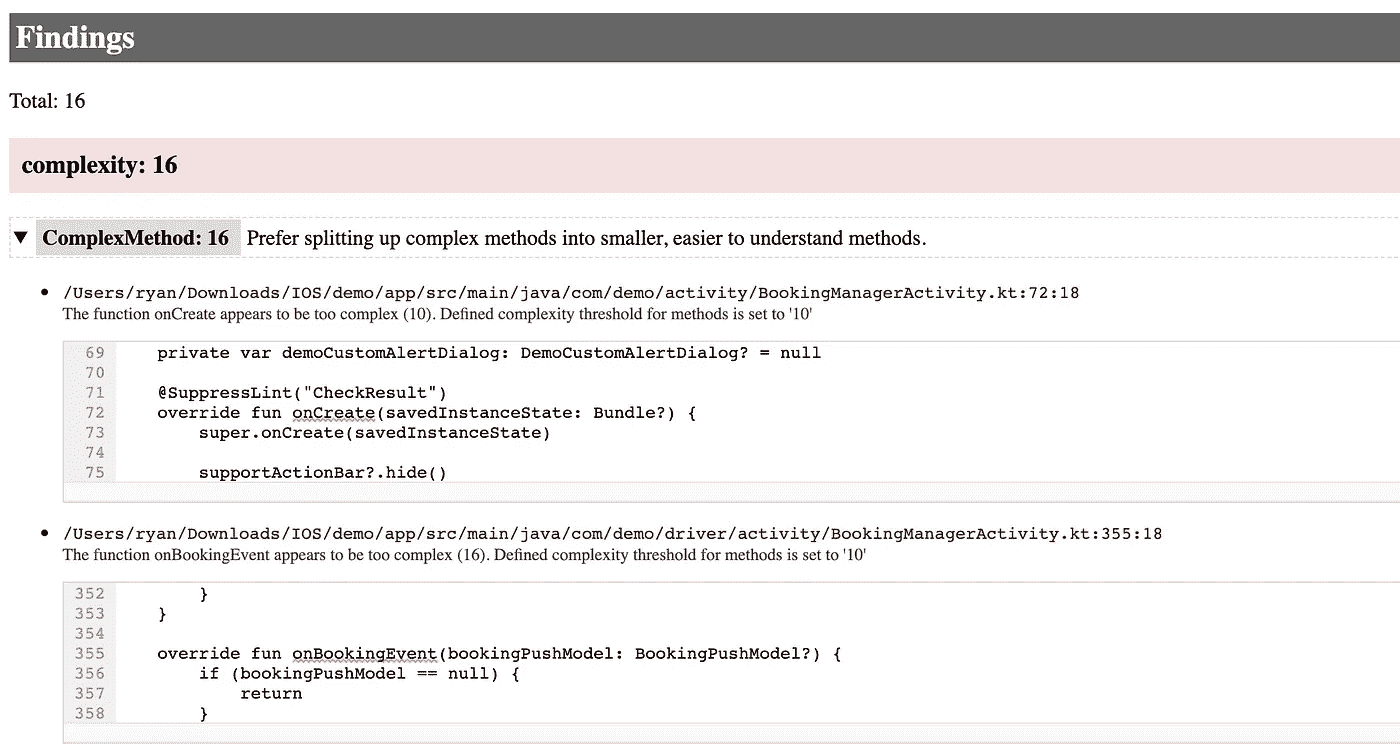 Findings
Total: 16
complexity: 16
▼ ComplexMethod: 16 Prefer splitting up complex methods into smaller, easier to understand methods.
• /Users/ryan/Downloads/IOS/demo/app/src/main/java/com/demo/activity/BookingManagerActivity.kt:72:18
The function onCreate appears to be too complex (10). Defined complexity threshold for methods is set to '10'
69     private var demoCustomAlertDialog: DemoCustomAlertDialog? = null
70
71     @SuppressLint("CheckResult")
72     override fun onCreate(savedInstanceState: Bundle?) {
73         super.onCreate(savedInstanceState)
74
75         supportActionBar?.hide()
• /Users/ryan/Downloads/IOS/demo/app/src/main/java/com/demo/driver/activity/BookingManagerActivity.kt:355:18
The function onBookingEvent appears to be too complex (16). Defined complexity threshold for methods is set to '10'
352         }
353     }
354
355     override fun onBookingEvent(bookingPushModel: BookingPushModel?) {
356         if (bookingPushModel == null) {
357             return
358         }